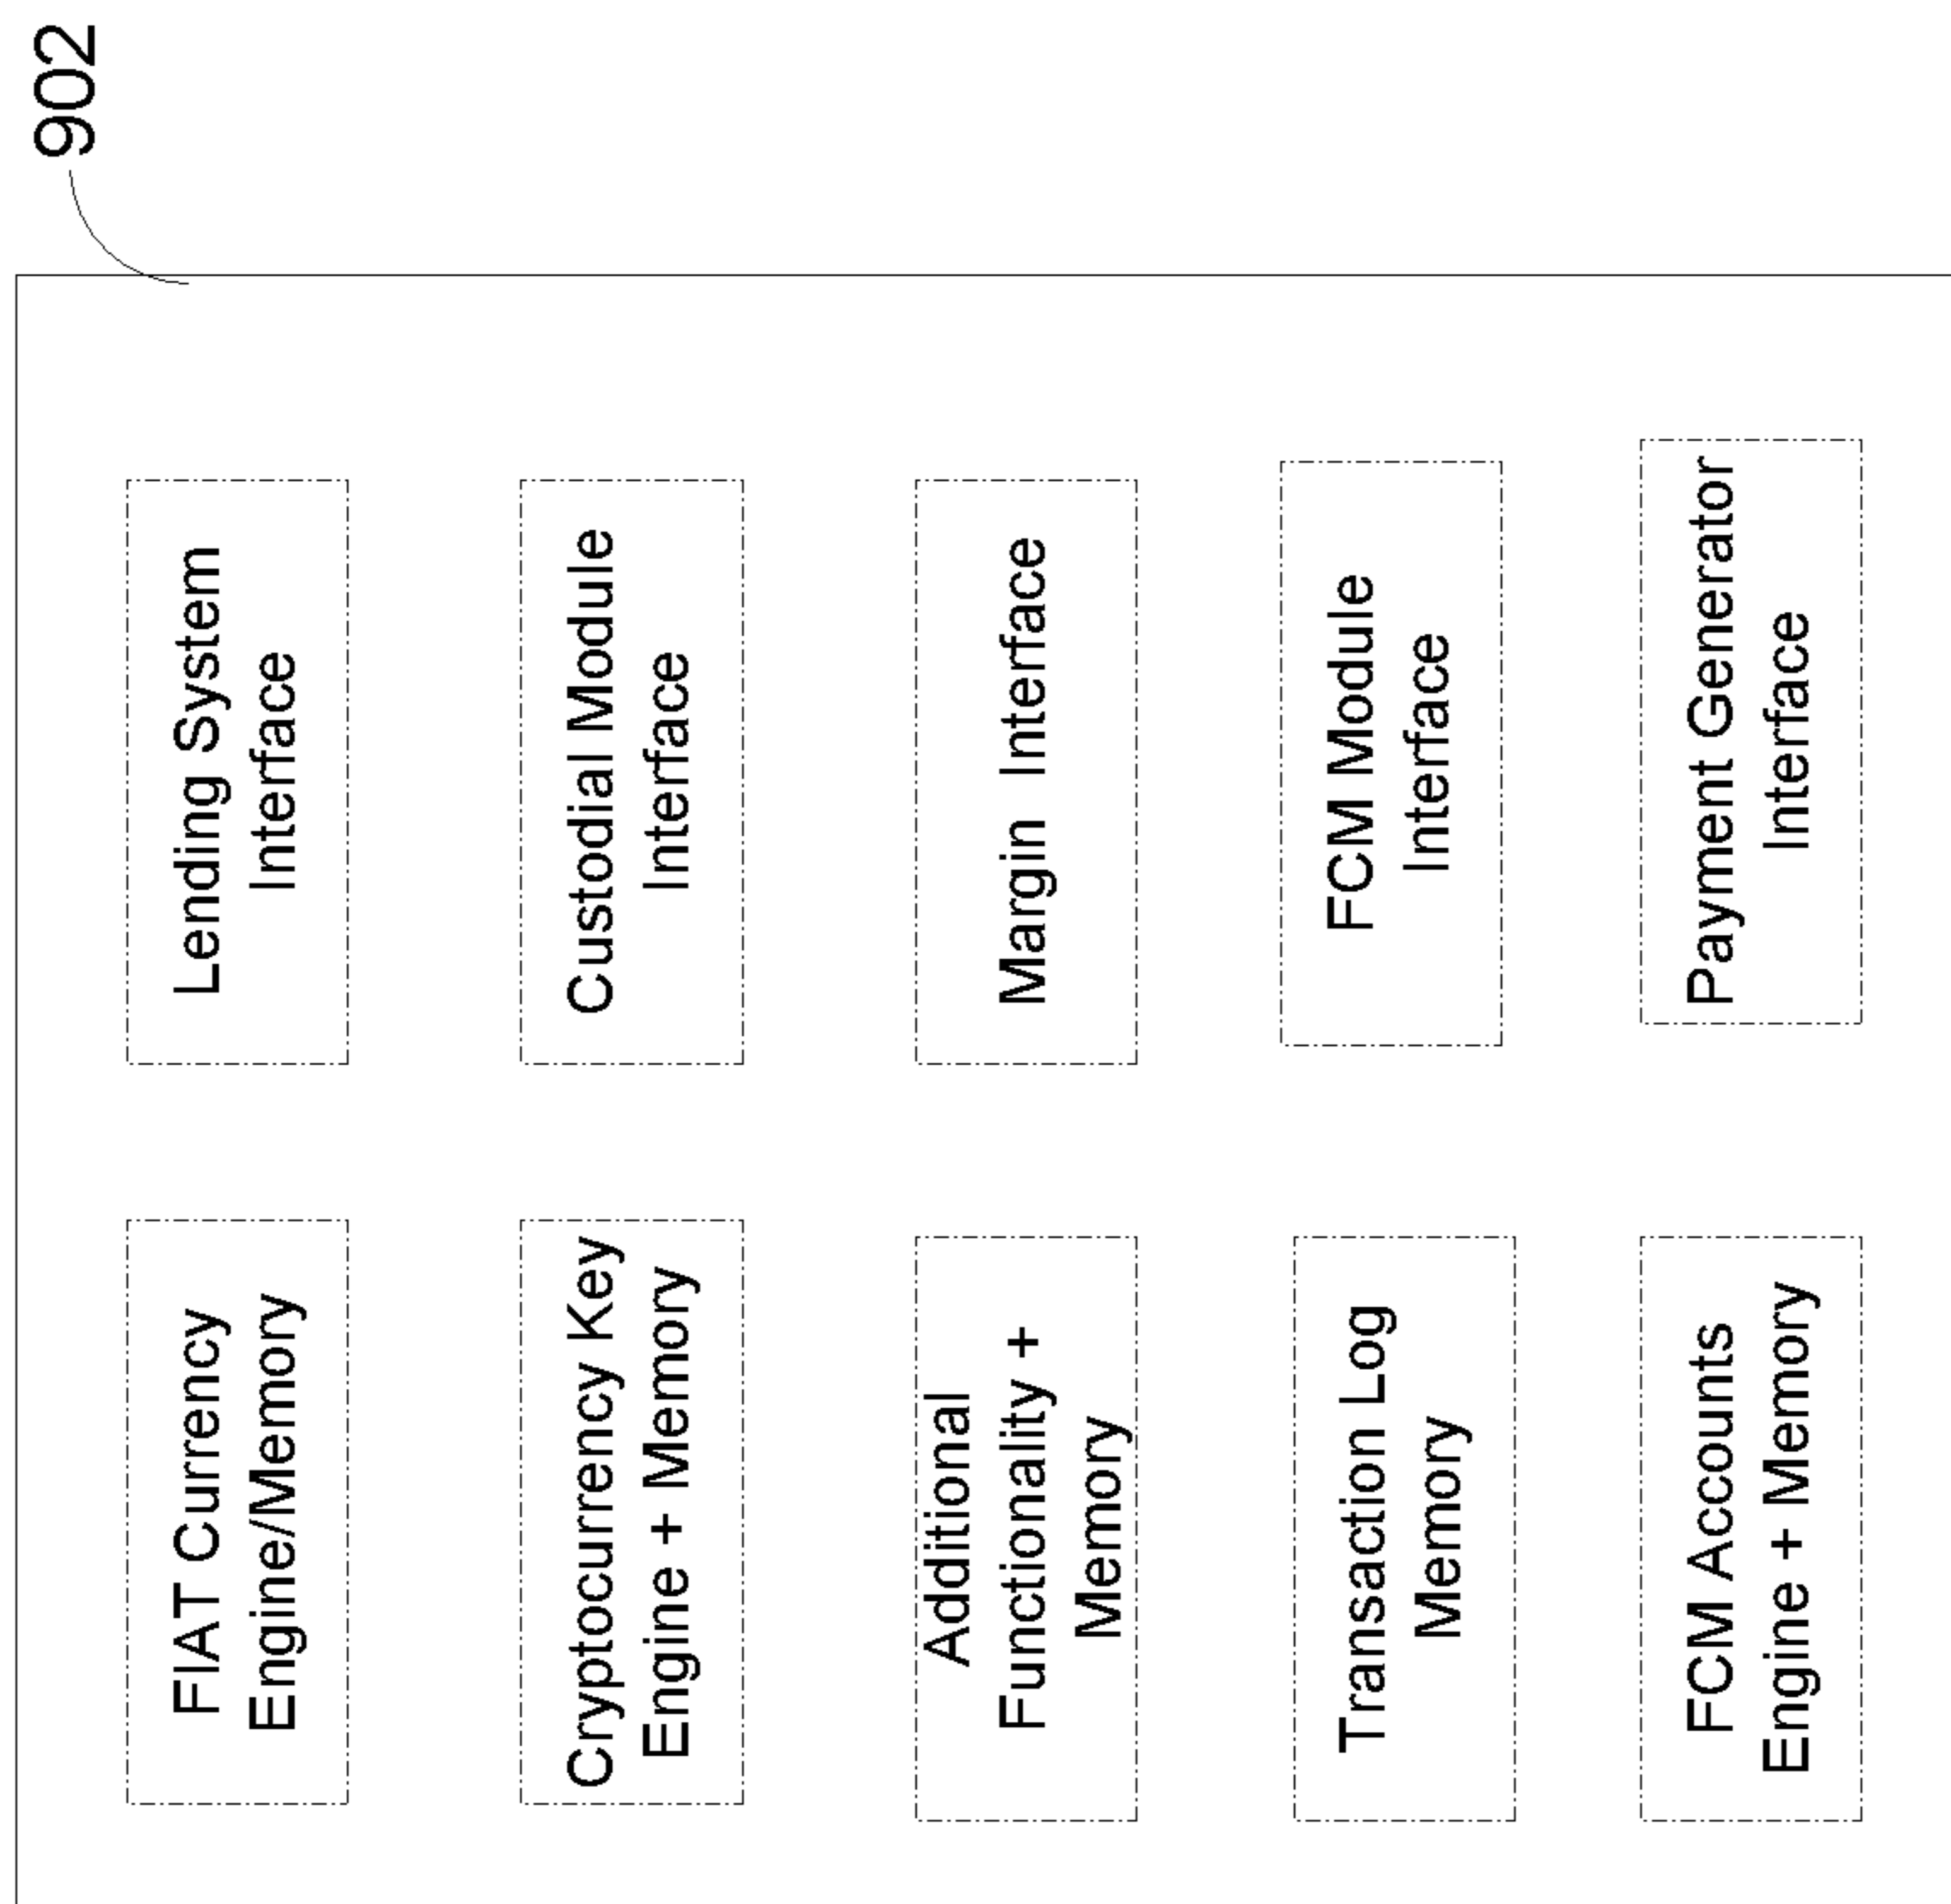 902
FIAT Currency
Engine/Memory
Lending System
Interface
Cryptocurrency Key
Engine + Memory
Custodial Module
Interface
Additional
Functionality +
Memory
Margin Interface
Transaction Log
Memory
FCM Module
Interface
FCM Accounts
Engine + Memory
Payment Generator
Interface